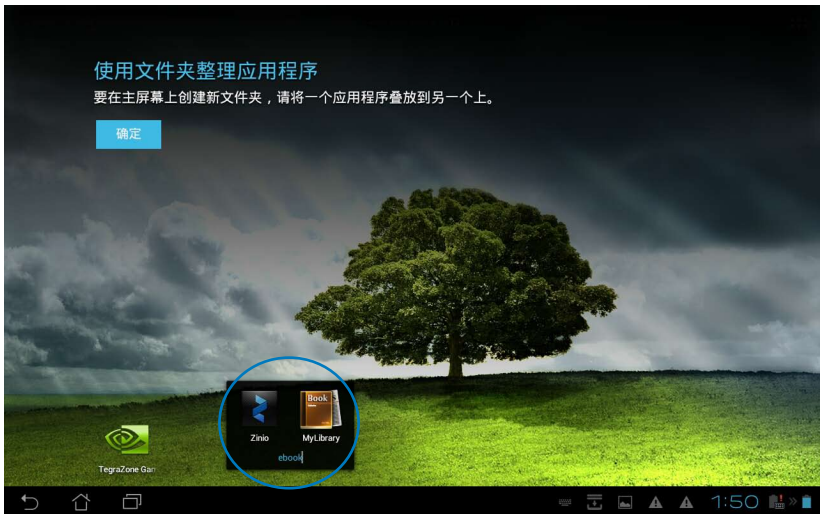 使用文件夹整理应用程序
要在主屏幕上创建新文件夹，请将一个应用程序叠放到另一个上。
确定
Book
Zinio
MyLibrary
ebook
TegraZone Gan
1:50